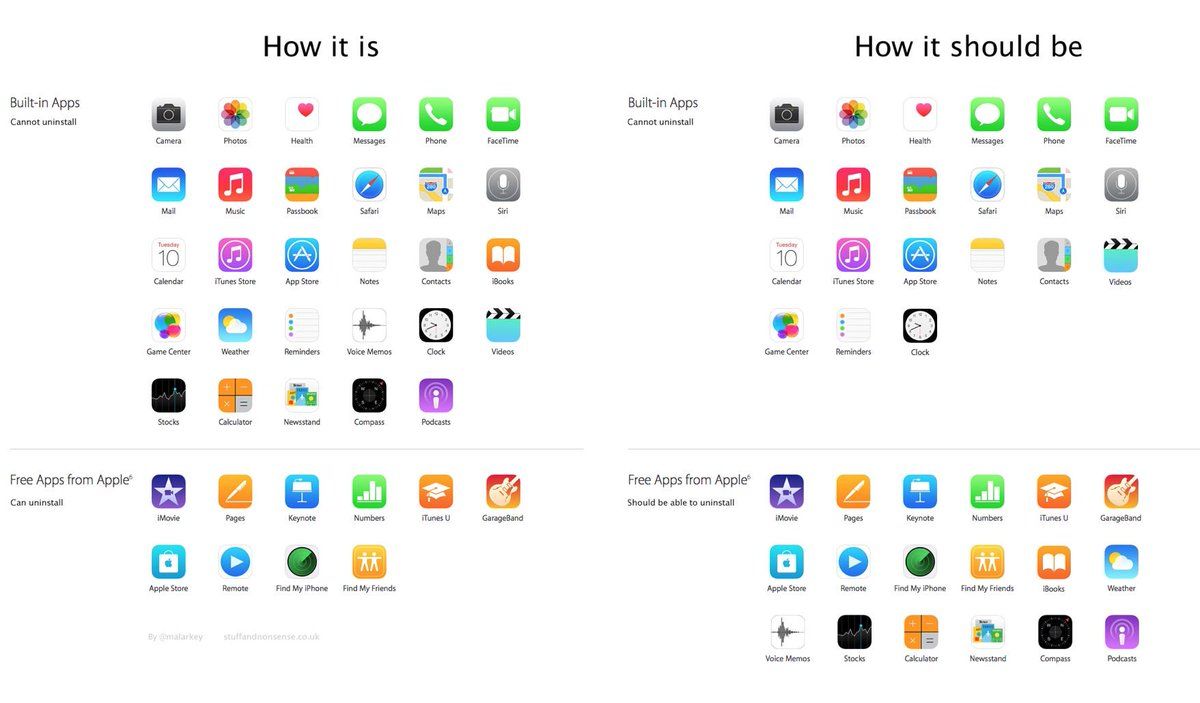 How it is
Built-in Apps
Cannot uninstall
Camera Photos Health Messages Phone FaceTime
Mail Music Passbook Safari Maps Siri
280
Tuesday
10
Calendar iTunes Store App Store Notes Contacts iBooks
Game Center Weather Reminders Voice Memos Clock Videos
Stocks Calculator Newsstand Compass Podcasts
Free Apps from Apple⁶
Can uninstall
iMovie Pages Keynote Numbers iTunes U GarageBand
Apple Store Remote Find My iPhone Find My Friends
By @malarkey stuffandnonsense.co.uk
How it should be
Built-in Apps
Cannot uninstall
Camera Photos Health Messages Phone FaceTime
Mail Music Passbook Safari Maps Siri
280
Tuesday
10
Calendar iTunes Store App Store Notes Contacts Videos
Game Center Reminders Clock
Free Apps from Apple⁶
Should be able to uninstall
iMovie Pages Keynote Numbers iTunes U GarageBand
Apple Store Remote Find My iPhone Find My Friends iBooks Weather
Voice Memos Stocks Calculator Newsstand Compass Podcasts